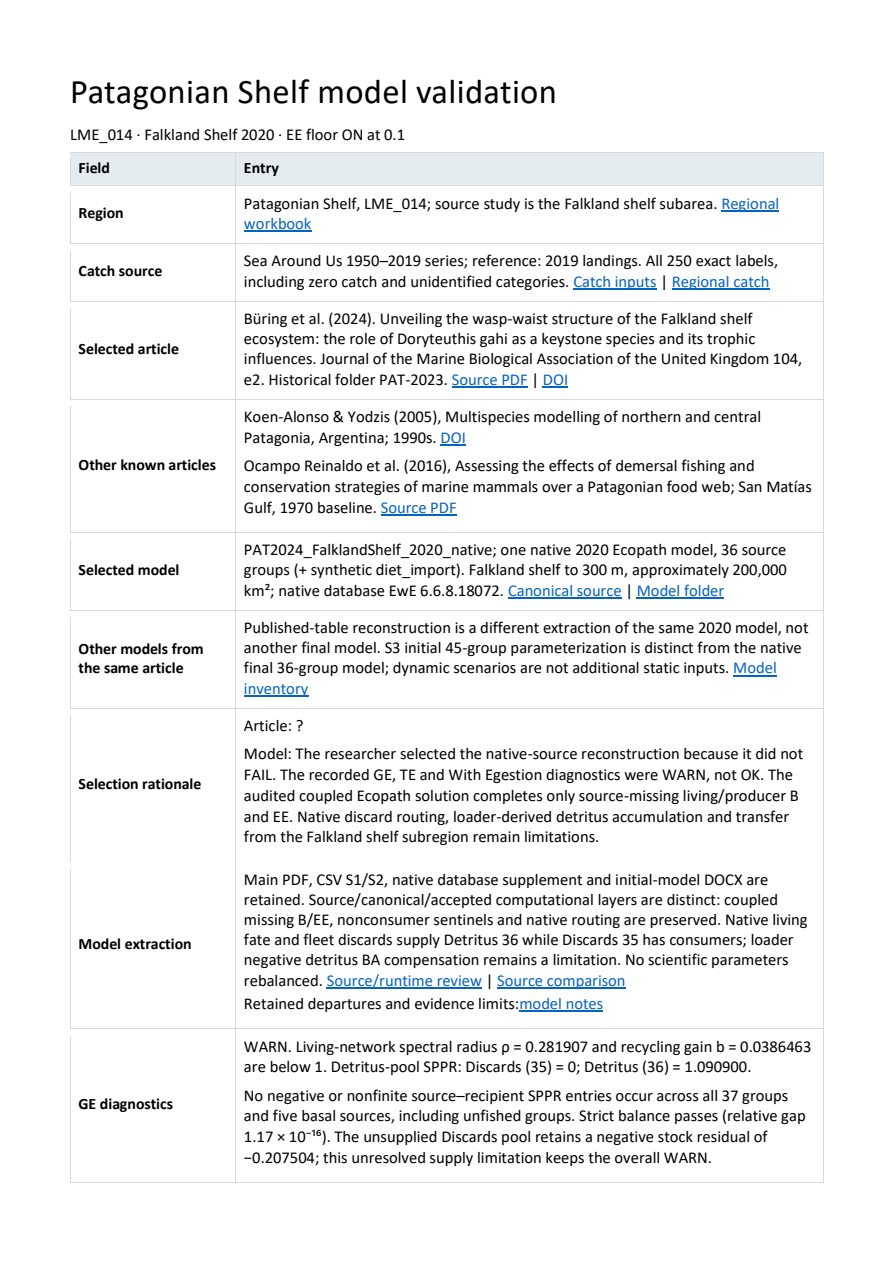 Patagonian Shelf model validation
LME_014 · Falkland Shelf 2020 · EE floor ON at 0.1
Field Entry
Region
Patagonian Shelf, LME_014; source study is the Falkland shelf subarea. Regional
workbook
Catch source
Sea Around Us 1950–2019 series; reference: 2019 landings. All 250 exact labels,
including zero catch and unidentified categories. Catch inputs | Regional catch
Selected article
Büring et al. (2024). Unveiling the wasp-waist structure of the Falkland shelf
ecosystem: the role of Doryteuthis gahi as a keystone species and its trophic
influences. Journal of the Marine Biological Association of the United Kingdom 104,
e2. Historical folder PAT-2023. Source PDF | DOI
Other known articles
Koen-Alonso & Yodzis (2005), Multispecies modelling of northern and central
Patagonia, Argentina; 1990s. DOI
Ocampo Reinaldo et al. (2016), Assessing the effects of demersal fishing and
conservation strategies of marine mammals over a Patagonian food web; San Matías
Gulf, 1970 baseline. Source PDF
Selected model
PAT2024_FalklandShelf_2020_native; one native 2020 Ecopath model, 36 source
groups (+ synthetic diet_import). Falkland shelf to 300 m, approximately 200,000
km²; native database EwE 6.6.8.18072. Canonical source | Model folder
Other models from
the same article
Published-table reconstruction is a different extraction of the same 2020 model, not
another final model. S3 initial 45-group parameterization is distinct from the native
final 36-group model; dynamic scenarios are not additional static inputs. Model
inventory
Selection rationale
Article: ?
Model: The researcher selected the native-source reconstruction because it did not
FAIL. The recorded GE, TE and With Egestion diagnostics were WARN, not OK. The
audited coupled Ecopath solution completes only source-missing living/producer B
and EE. Native discard routing, loader-derived detritus accumulation and transfer
from the Falkland shelf subregion remain limitations.
Model extraction
Main PDF, CSV S1/S2, native database supplement and initial-model DOCX are
retained. Source/canonical/accepted computational layers are distinct: coupled
missing B/EE, nonconsumer sentinels and native routing are preserved. Native living
fate and fleet discards supply Detritus 36 while Discards 35 has consumers; loader
negative detritus BA compensation remains a limitation. No scientific parameters
rebalanced. Source/runtime review | Source comparison
Retained departures and evidence limits:model notes
GE diagnostics
WARN. Living-network spectral radius ρ = 0.281907 and recycling gain b = 0.0386463
are below 1. Detritus-pool SPPR: Discards (35) = 0; Detritus (36) = 1.090900.
No negative or nonfinite source–recipient SPPR entries occur across all 37 groups
and five basal sources, including unfished groups. Strict balance passes (relative gap
1.17 × 10⁻¹⁶). The unsupplied Discards pool retains a negative stock residual of
−0.207504; this unresolved supply limitation keeps the overall WARN.